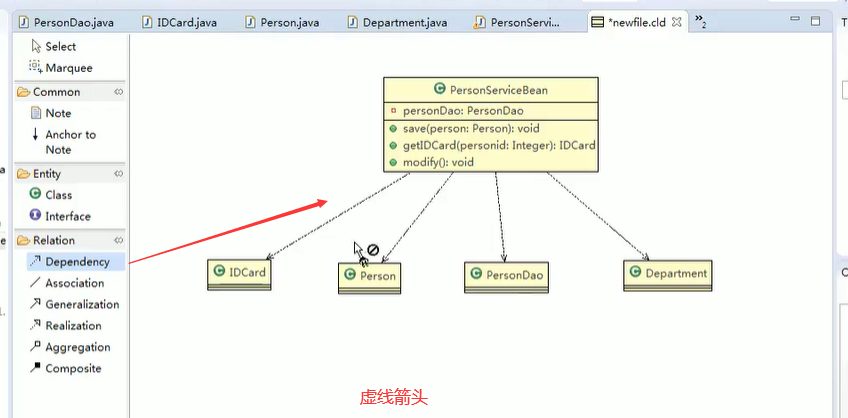 PersonDao.java
IDCard.java
Person.java
Department.java
PersonServi...
*newfile.cld
»2
Select
Marquee
Common
Note
Anchor to
Note
Entity
Class
Interface
Relation
Dependency
Association
Generalization
Realization
Aggregation
Composite
PersonServiceBean
personDao: PersonDao
save(person: Person): void
getIDCard(personid: Integer): IDCard
modify(): void
IDCard
Person
PersonDao
Department
虚线箭头